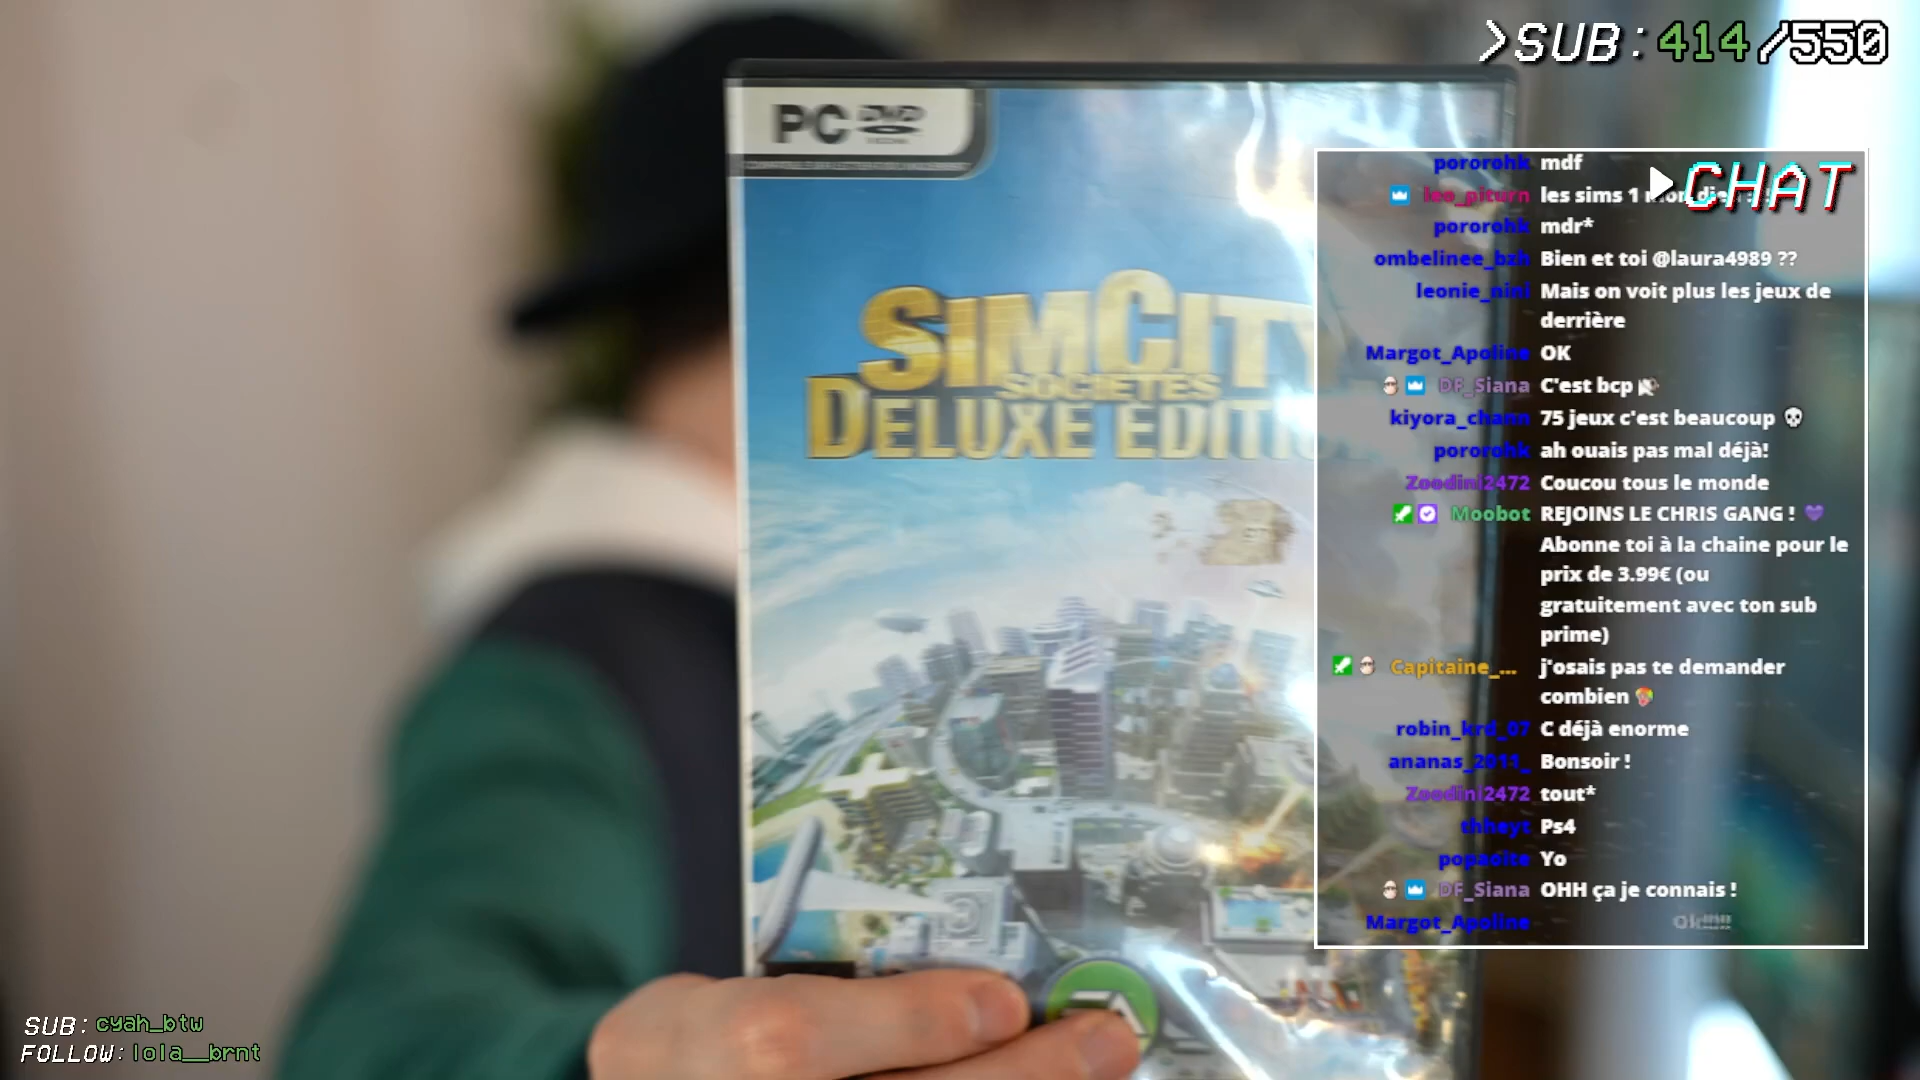 >SUB:414/550
PC DVD
SIMCITY
SOCIETES
DELUXE EDITI
CHAT
pororohk mdf
leo_piturn les sims 1 mon die
pororohk mdr*
ombelinee_bzh Bien et toi @laura4989 ??
leonie_nini Mais on voit plus les jeux de
derrière
Margot_Apoline OK
DF_Siana C'est bcp
kiyora_chann 75 jeux c'est beaucoup 💀
pororohk ah ouais pas mal déjà!
Zoodini2472 Coucou tous le monde
Moobot REJOINS LE CHRIS GANG ! 💜
Abonne toi à la chaine pour le
prix de 3.99€ (ou
gratuitement avec ton sub
prime)
Capitaine_... j'osais pas te demander
combien
robin_krd_07 C déjà enorme
ananas_2011_ Bonsoir !
Zoodini2472 tout*
thheyt Ps4
popaoite Yo
DF_Siana OHH ça je connais !
Margot_Apoline
SUB: cyah_btw
FOLLOW: lola__brnt